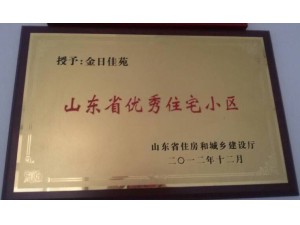 授予:金日佳苑
山东省优秀住宅小区
山东省住房和城乡建设厅
二〇一二年十二月